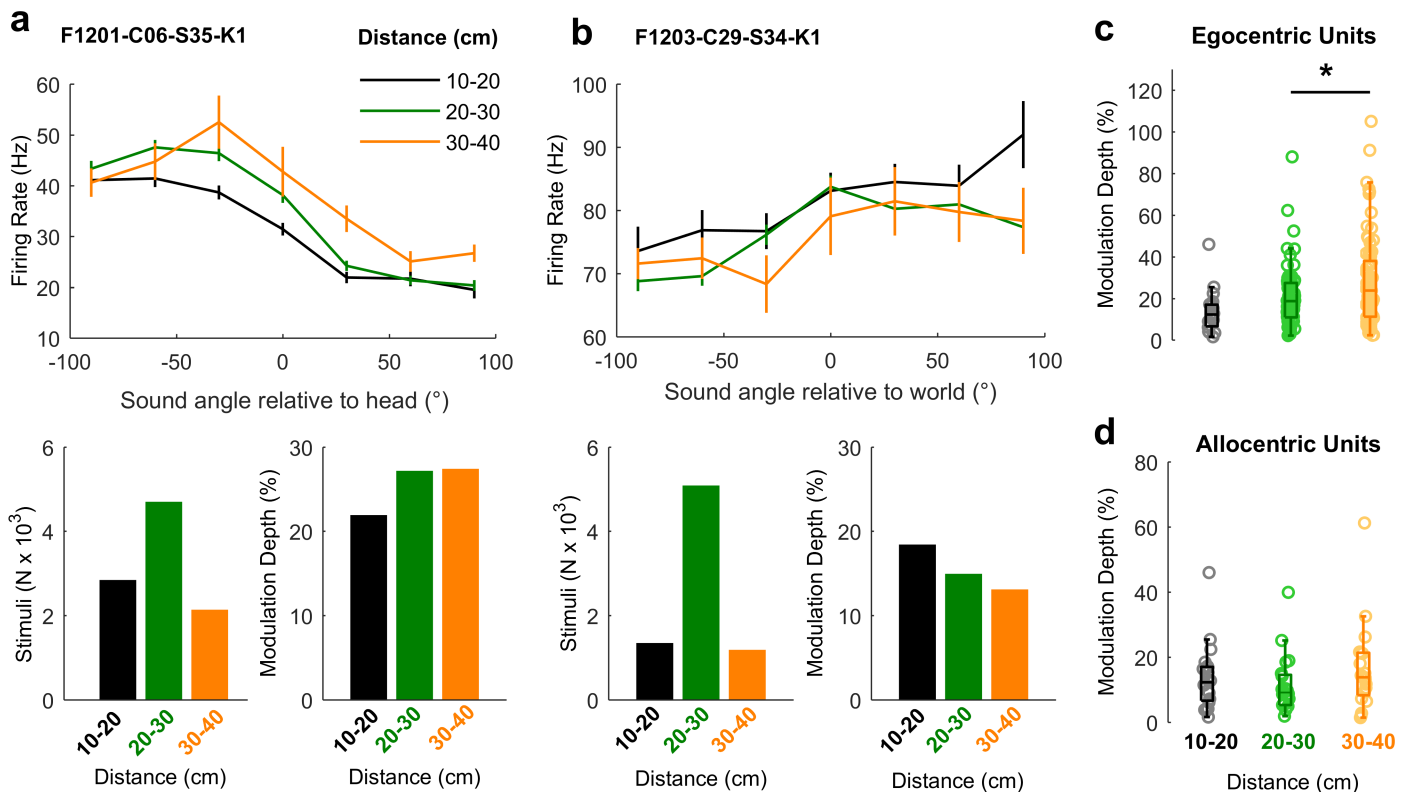 a
F1201-C06-S35-K1
Distance (cm)
10-20
20-30
30-40
Firing Rate (Hz)
60
50
40
30
20
10
-100
-50
0
50
100
Sound angle relative to head (°)
Stimuli (N x 10³)
6
4
2
0
10-20
20-30
30-40
Distance (cm)
Modulation Depth (%)
30
20
10
0
10-20
20-30
30-40
Distance (cm)
b
F1203-C29-S34-K1
Firing Rate (Hz)
100
90
80
70
60
-100
-50
0
50
100
Sound angle relative to world (°)
Stimuli (N x 10³)
6
4
2
0
10-20
20-30
30-40
Distance (cm)
Modulation Depth (%)
30
20
10
0
10-20
20-30
30-40
Distance (cm)
c
Egocentric Units
*
Modulation Depth (%)
120
100
80
60
40
20
0
d
Allocentric Units
Modulation Depth (%)
80
60
40
20
0
10-20
20-30
30-40
Distance (cm)